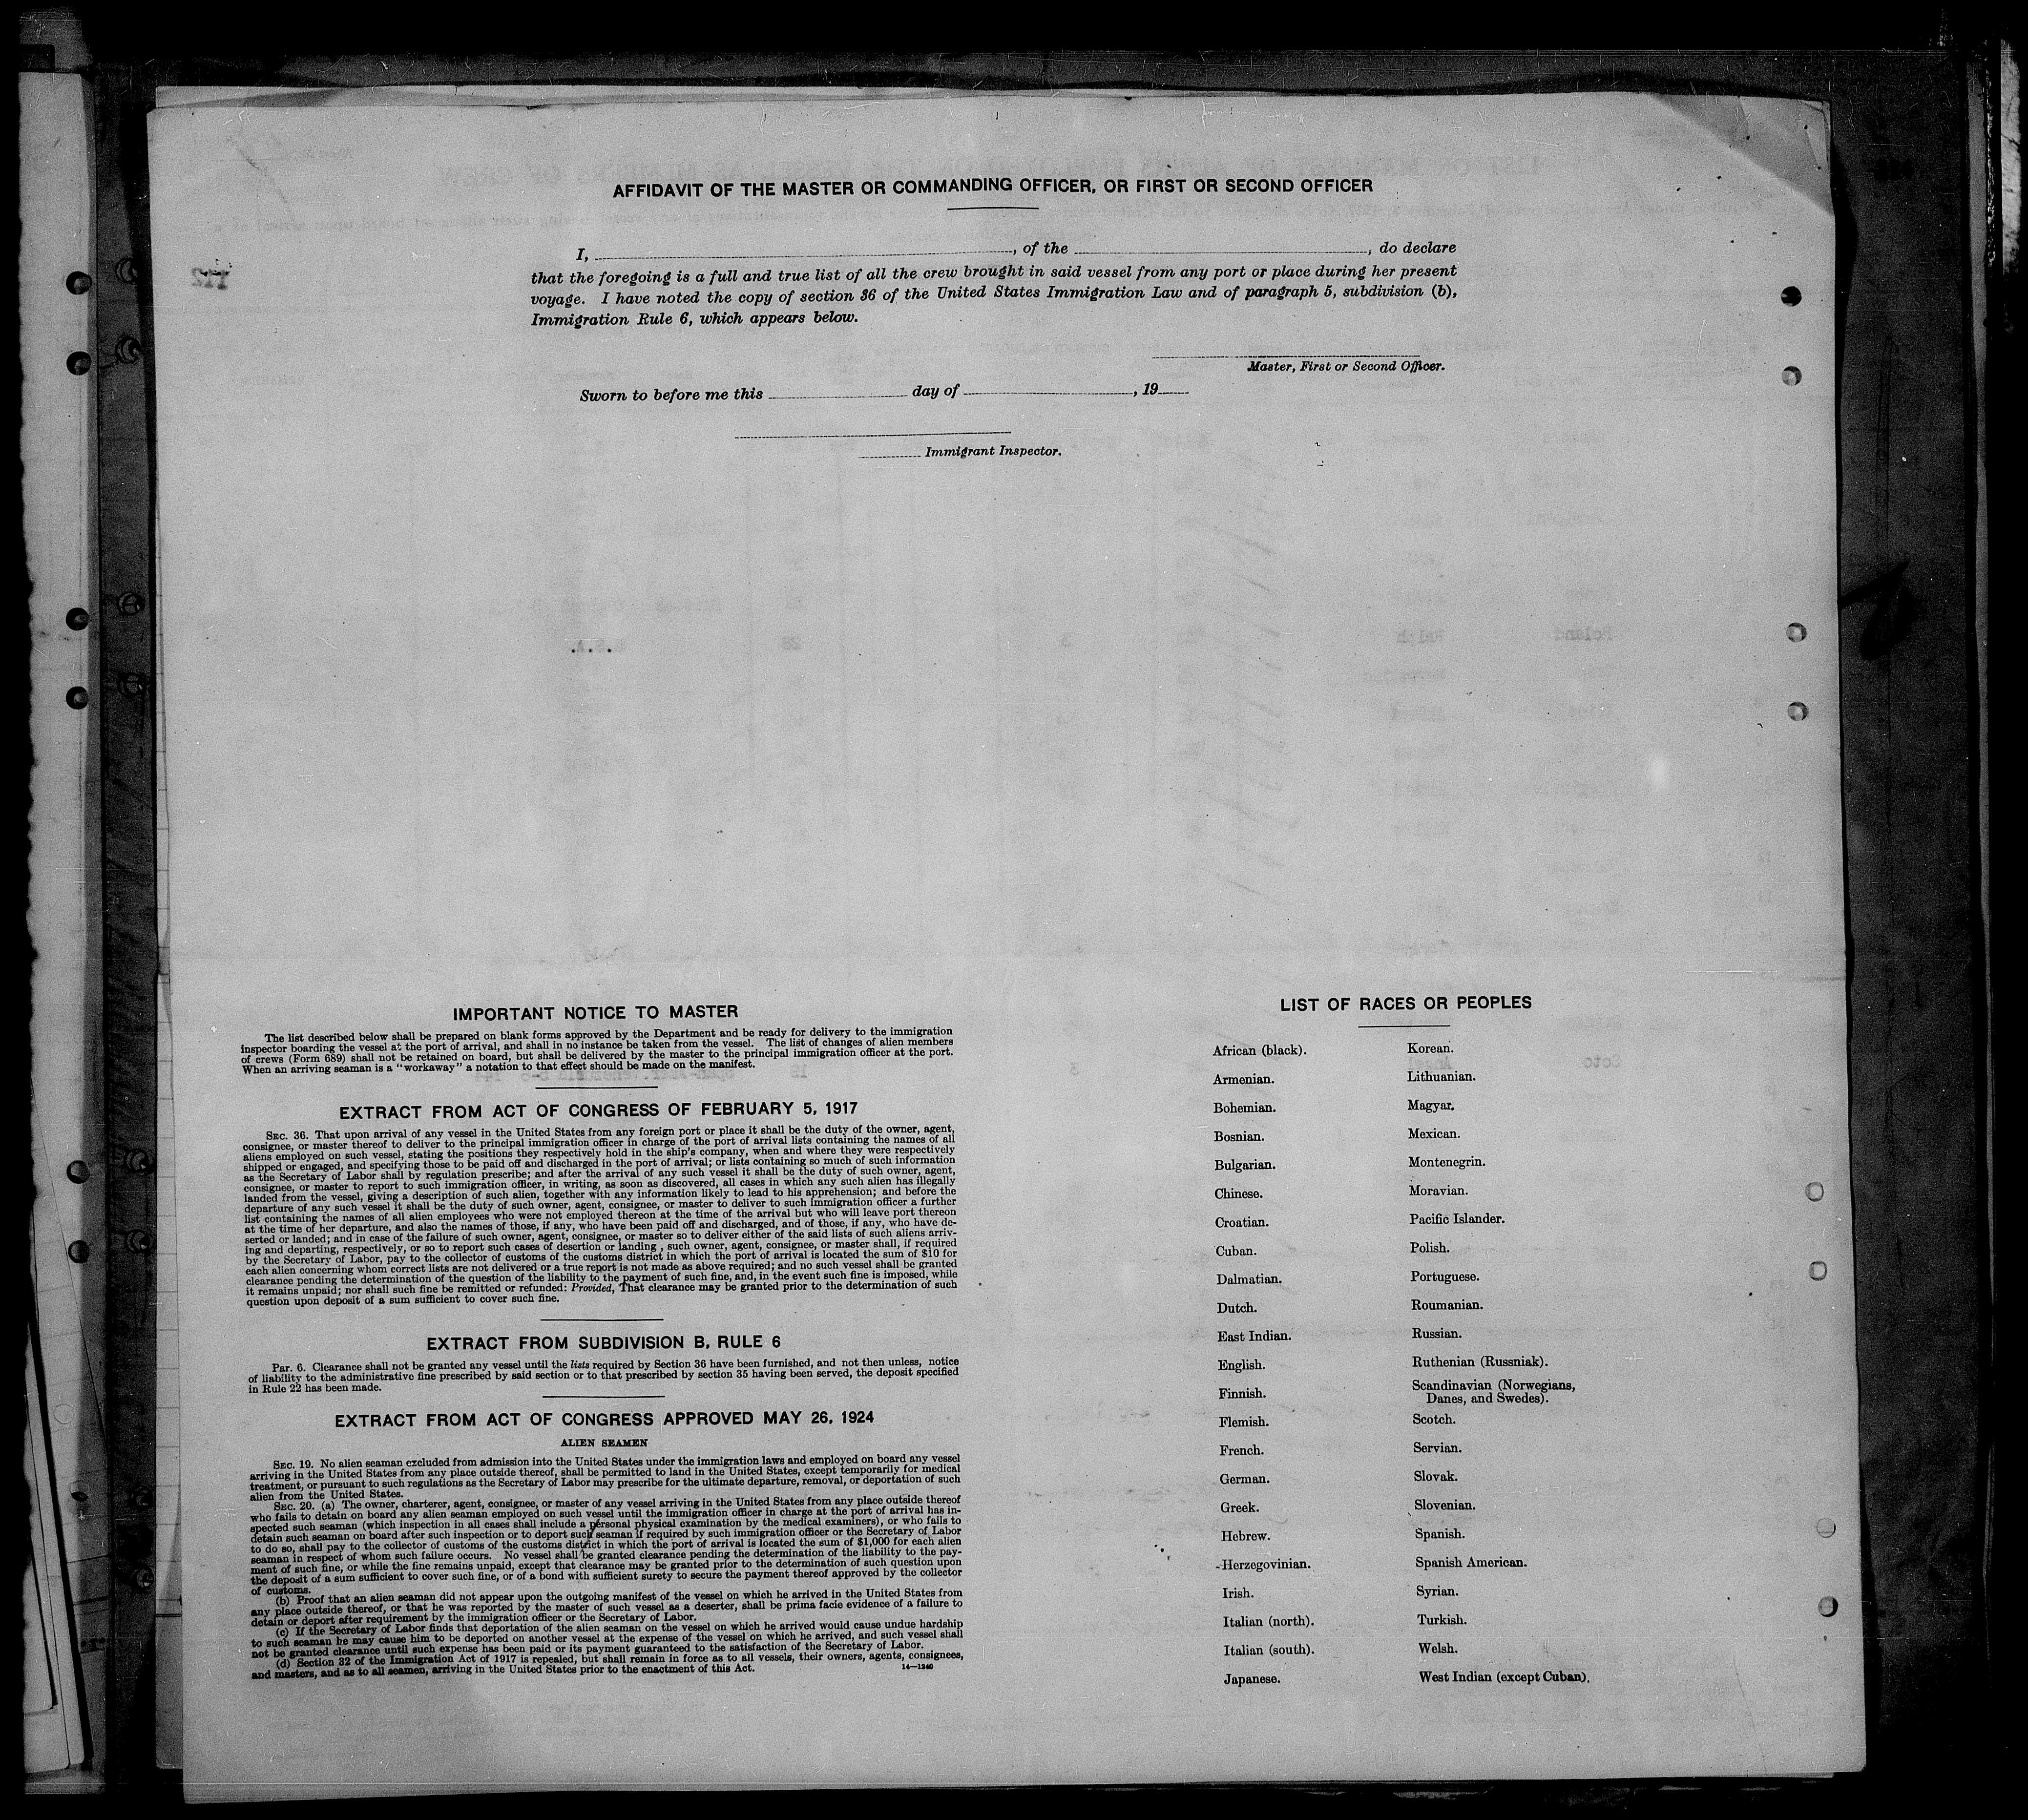 AFFIDAVIT OF THE MASTER OR COMMANDING OFFICER, OR FIRST OR SECOND OFFICER
I, , of the , do declare
that the foregoing is a full and true list of all the crew brought in said vessel from any port or place during her present
voyage. I have noted the copy of section 36 of the United States Immigration Law and of paragraph 5, subdivision (b),
Immigration Rule 6, which appears below.
Master, First or Second Officer.
Sworn to before me this day of , 19
Immigrant Inspector.
IMPORTANT NOTICE TO MASTER
The list described below shall be prepared on blank forms approved by the Department and be ready for delivery to the immigration
inspector boarding the vessel at the port of arrival, and shall in no instance be taken from the vessel. The list of changes of alien members
of crews (Form 689) shall not be retained on board, but shall be delivered by the master to the principal immigration officer at the port.
When an arriving seaman is a "workaway" a notation to that effect should be made on the manifest.
EXTRACT FROM ACT OF CONGRESS OF FEBRUARY 5, 1917
SEC. 36. That upon arrival of any vessel in the United States from any foreign port or place it shall be the duty of the owner, agent,
consignee, or master thereof to deliver to the principal immigration officer in charge of the port of arrival lists containing the names of all
aliens employed on such vessel, stating the positions they respectively hold in the ship's company, when and where they were respectively
shipped or engaged, and specifying those to be paid off and discharged in the port of arrival; or lists containing so much of such information
as the Secretary of Labor shall by regulation prescribe; and after the arrival of any such vessel it shall be the duty of such owner, agent,
consignee, or master to report to such immigration officer, in writing, as soon as discovered, all cases in which any such alien has illegally
landed from the vessel, giving a description of such alien, together with any information likely to lead to his apprehension; and before the
departure of any such vessel it shall be the duty of such owner, agent, consignee, or master to deliver to such immigration officer a further
list containing the names of all alien employees who were not employed thereon at the time of the arrival but who will leave port thereon
at the time of her departure, and also the names of those, if any, who have been paid off and discharged, and of those, if any, who have de-
serted or landed; and in case of the failure of such owner, agent, consignee, or master so to deliver either of the said lists of such aliens arriv-
ing and departing, respectively, or so to report such cases of desertion or landing , such owner, agent, consignee, or master shall, if required
by the Secretary of Labor, pay to the collector of customs of the customs district in which the port of arrival is located the sum of $10 for
each alien concerning whom correct lists are not delivered or a true report is not made as above required; and no such vessel shall be granted
clearance pending the determination of the question of the liability to the payment of such fine, and, in the event such fine is imposed, while
it remains unpaid; nor shall such fine be remitted or refunded: Provided, That clearance may be granted prior to the determination of such
question upon deposit of a sum sufficient to cover such fine.
EXTRACT FROM SUBDIVISION B, RULE 6
Par. 6. Clearance shall not be granted any vessel until the lists required by Section 36 have been furnished, and not then unless, notice
of liability to the administrative fine prescribed by said section or to that prescribed by section 35 having been served, the deposit specified
in Rule 22 has been made.
EXTRACT FROM ACT OF CONGRESS APPROVED MAY 26, 1924
ALIEN SEAMEN
SEC. 19. No alien seaman excluded from admission into the United States under the immigration laws and employed on board any vessel
arriving in the United States from any place outside thereof, shall be permitted to land in the United States, except temporarily for medical
treatment, or pursuant to such regulations as the Secretary of Labor may prescribe for the ultimate departure, removal, or deportation of such
alien from the United States.
SEC. 20. (a) The owner, charterer, agent, consignee, or master of any vessel arriving in the United States from any place outside thereof
who fails to detain on board any alien seaman employed on such vessel until the immigration officer in charge at the port of arrival has in-
spected such seaman (which inspection in all cases shall include a personal physical examination by the medical examiners), or who fails to
detain such seaman on board after such inspection or to deport such seaman if required by such immigration officer or the Secretary of Labor
to do so, shall pay to the collector of customs of the customs district in which the port of arrival is located the sum of $1,000 for each alien
seaman in respect of whom such failure occurs. No vessel shall be granted clearance pending the determination of the liability to the pay-
ment of such fine, or while the fine remains unpaid, except that clearance may be granted prior to the determination of such question upon
the deposit of a sum sufficient to cover such fine, or of a bond with sufficient surety to secure the payment thereof approved by the collector
of customs.
(b) Proof that an alien seaman did not appear upon the outgoing manifest of the vessel on which he arrived in the United States from
any place outside thereof, or that he was reported by the master of such vessel as a deserter, shall be prima facie evidence of a failure to
detain or deport after requirement by the immigration officer or the Secretary of Labor.
(c) If the Secretary of Labor finds that deportation of the alien seaman on the vessel on which he arrived would cause undue hardship
to such seaman he may cause him to be deported on another vessel at the expense of the vessel on which he arrived, and such vessel shall
not be granted clearance until such expense has been paid or its payment guaranteed to the satisfaction of the Secretary of Labor.
(d) Section 32 of the Immigration Act of 1917 is repealed, but shall remain in force as to all vessels, their owners, agents, consignees,
and masters, and as to all seamen, arriving in the United States prior to the enactment of this Act.
14—1240
LIST OF RACES OR PEOPLES
African (black).
Armenian.
Bohemian.
Bosnian.
Bulgarian.
Chinese.
Croatian.
Cuban.
Dalmatian.
Dutch.
East Indian.
English.
Finnish.
Flemish.
French.
German.
Greek.
Hebrew.
Herzegovinian.
Irish.
Italian (north).
Italian (south).
Japanese.
Korean.
Lithuanian.
Magyar.
Mexican.
Montenegrin.
Moravian.
Pacific Islander.
Polish.
Portuguese.
Roumanian.
Russian.
Ruthenian (Russniak).
Scandinavian (Norwegians,
Danes, and Swedes).
Scotch.
Servian.
Slovak.
Slovenian.
Spanish.
Spanish American.
Syrian.
Turkish.
Welsh.
West Indian (except Cuban).